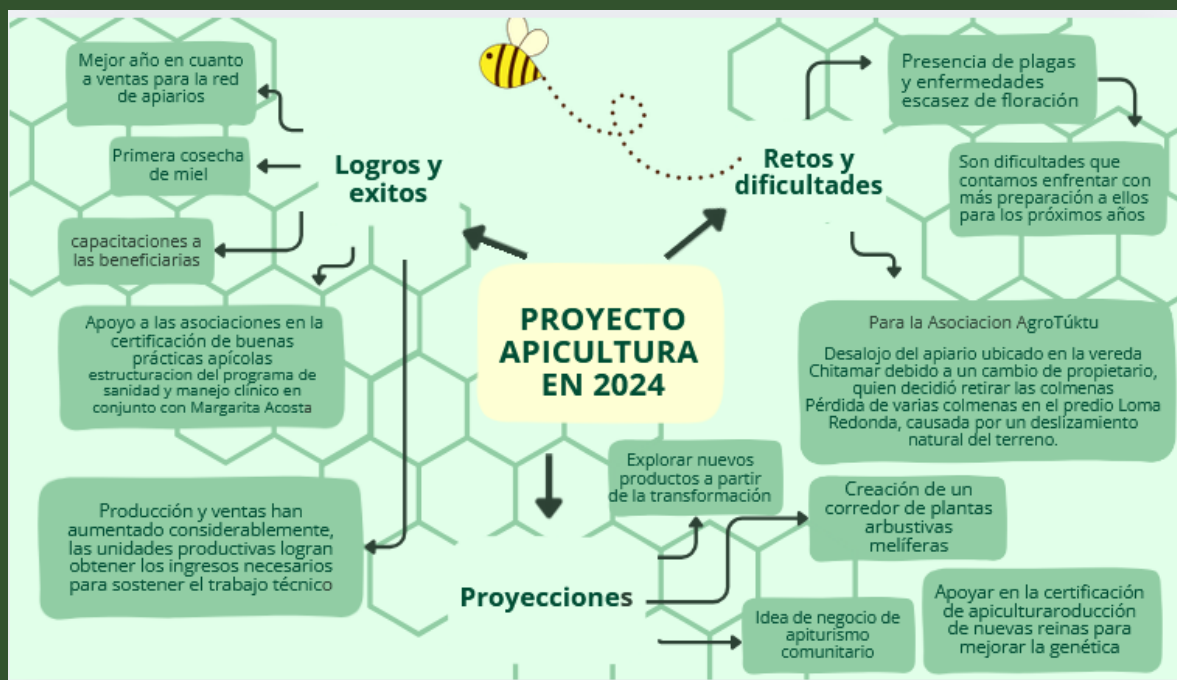 PROYECTO
APICULTURA
EN 2024
Logros y
exitos
Mejor año en cuanto
a ventas para la red
de apiarios
Primera cosecha
de miel
capacitaciones a
las beneficiarias
Apoyo a las asociaciones en la
certificación de buenas
prácticas apícolas
estructuracion del programa de
sanidad y manejo clínico en
conjunto con Margarita Acosta
Producción y ventas han
aumentado considerablemente,
las unidades productivas logran
obtener los ingresos necesarios
para sostener el trabajo técnico
Retos y
dificultades
Presencia de plagas
y enfermedades
escasez de floración
Son dificultades que
contamos enfrentar con
más preparación a ellos
para los próximos años
Para la Asociacion AgroTúktu
Desalojo del apiario ubicado en la vereda
Chitamar debido a un cambio de propietario,
quien decidió retirar las colmenas
Pérdida de varias colmenas en el predio Loma
Redonda, causada por un deslizamiento
natural del terreno.
Proyecciones
Explorar nuevos
productos a partir
de la transformación
Creación de un
corredor de plantas
arbustivas
melíferas
Idea de negocio de
apiturismo
comunitario
Apoyar en la certificación
de apiculturaroducción
de nuevas reinas para
mejorar la genética